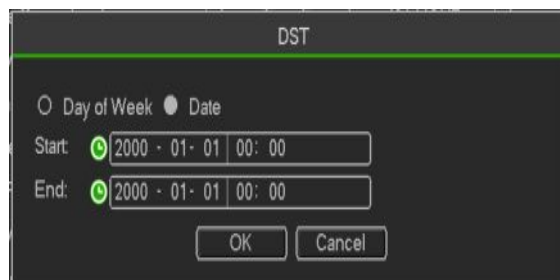 DST
Day of Week Date
Start: 2000 - 01- 01 00: 00
End: 2000 - 01- 01 00: 00
OK Cancel